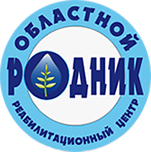 ОБЛАСТНОЙ
РОДНИК
РЕАБИЛИТАЦИОННЫЙ ЦЕНТР